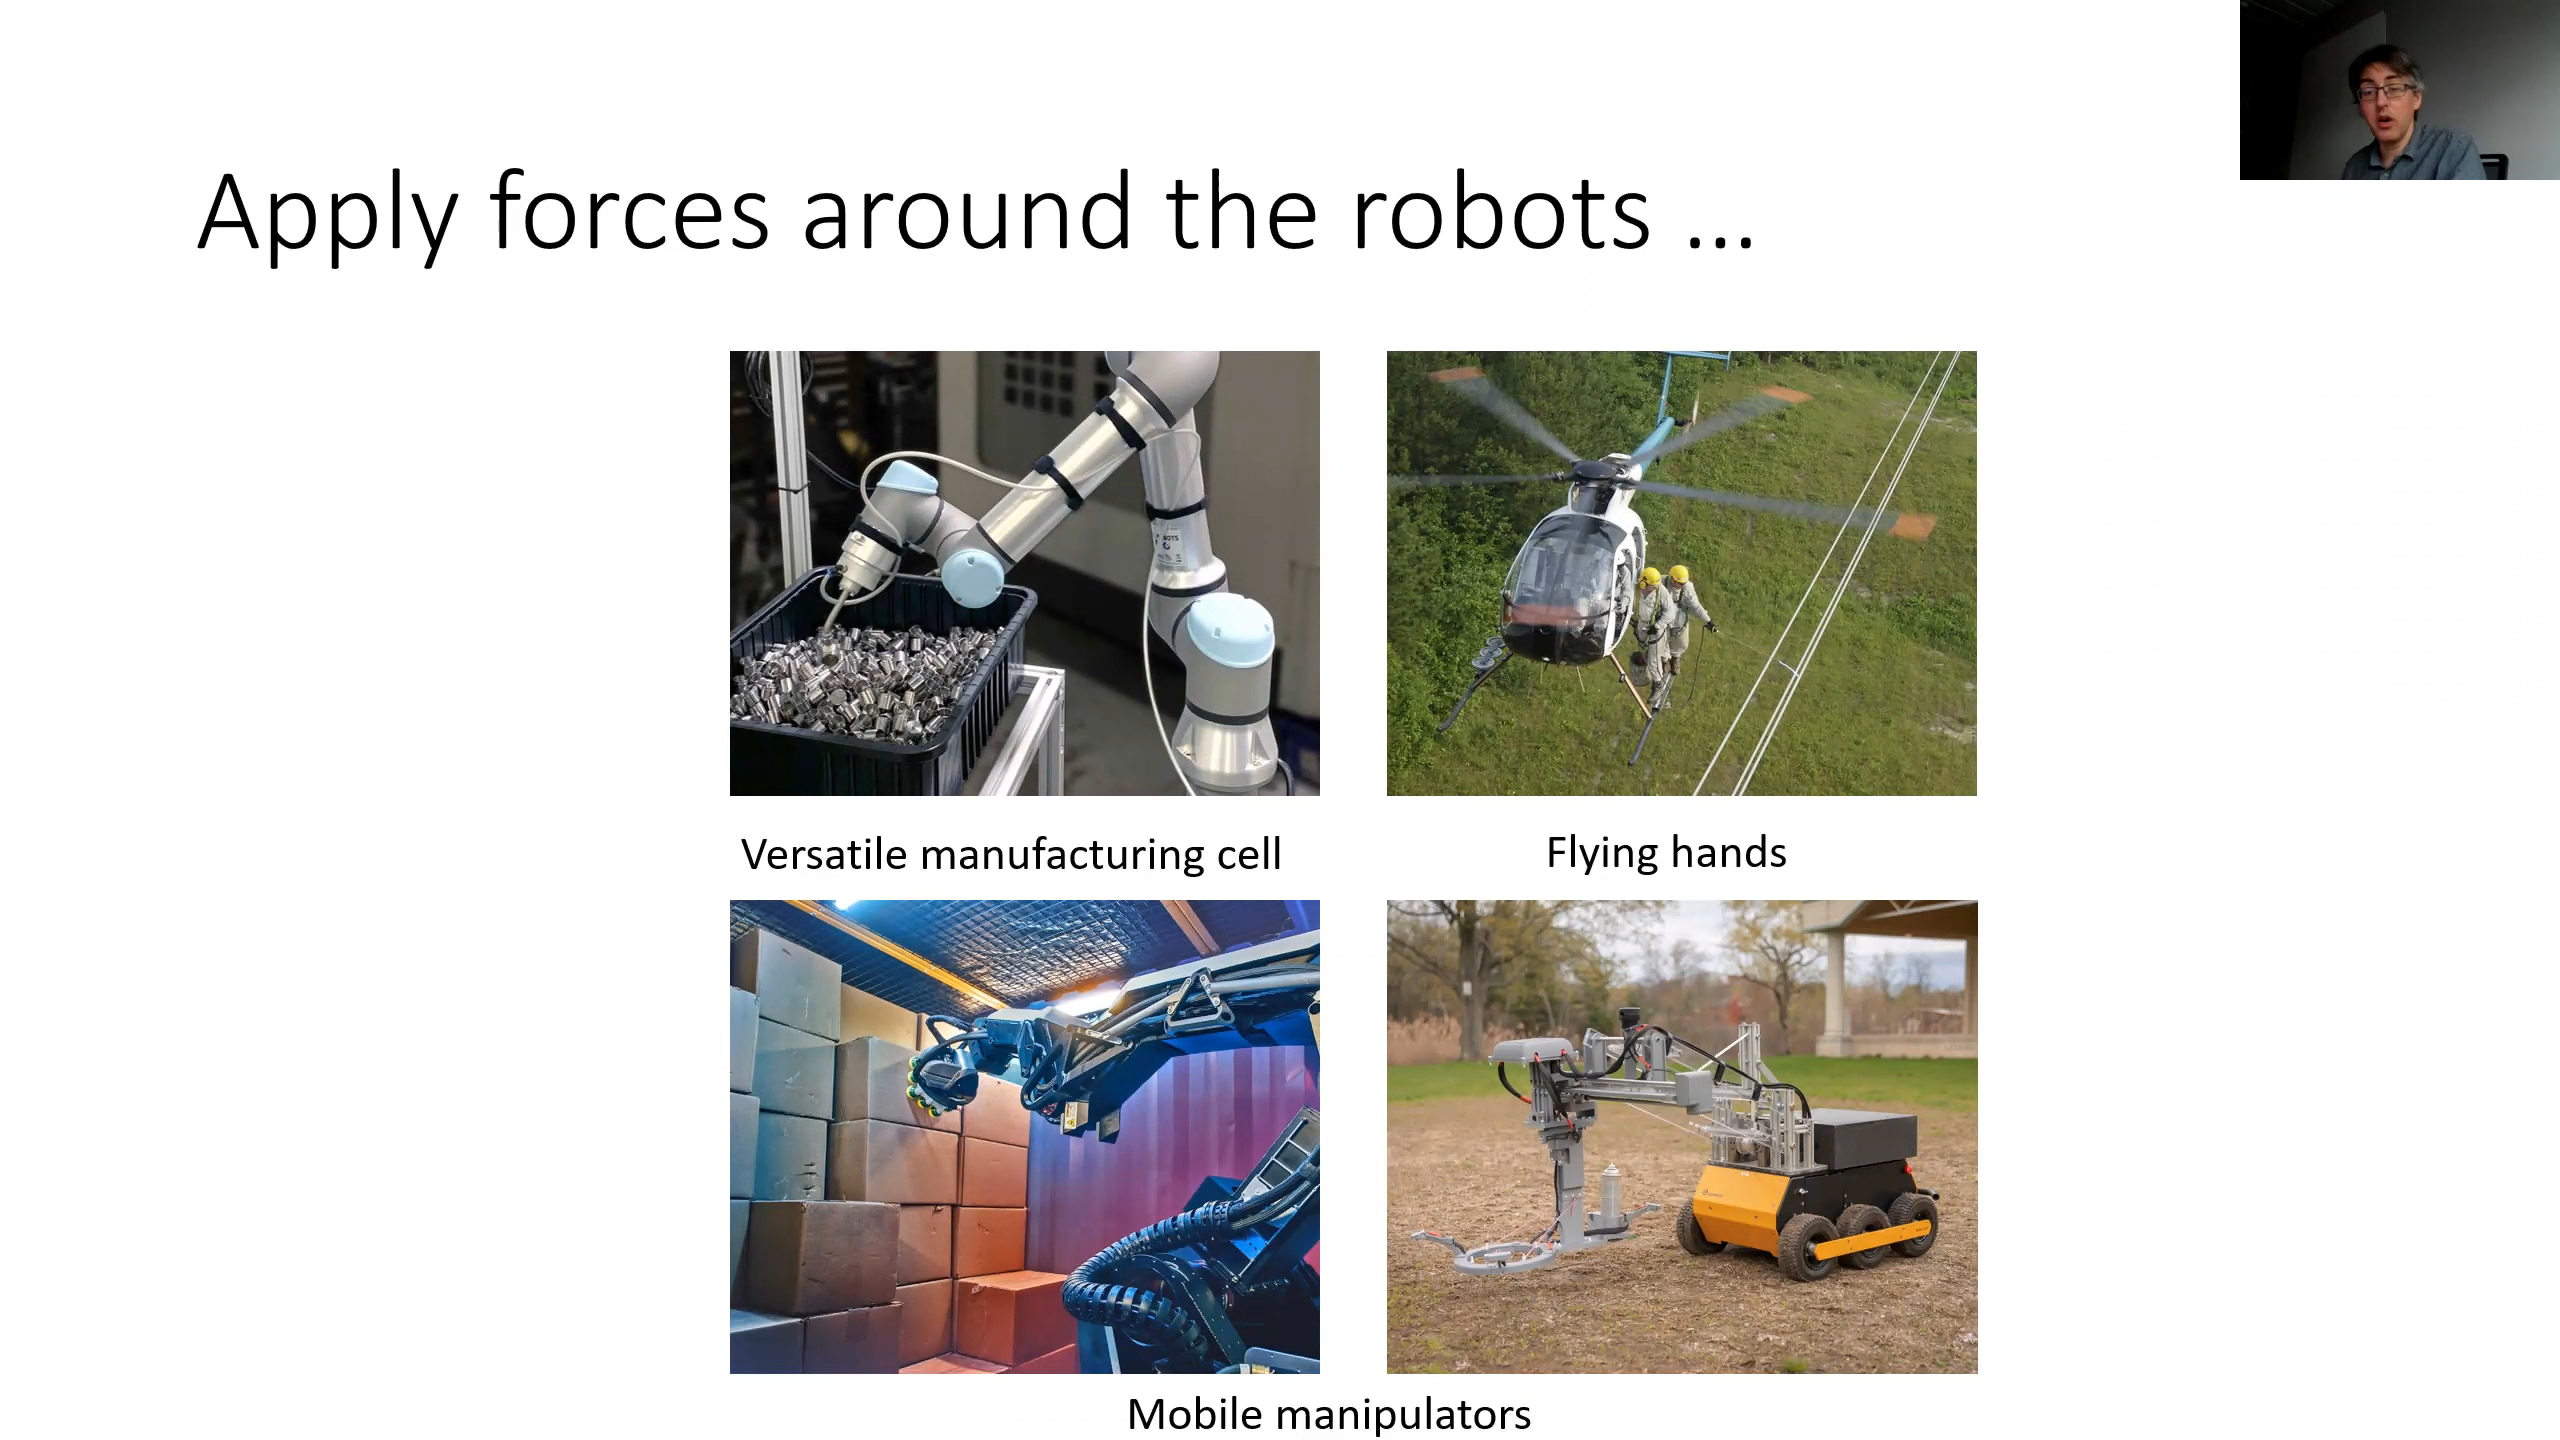 Apply forces around the robots ...
Versatile manufacturing cell
Flying hands
Mobile manipulators